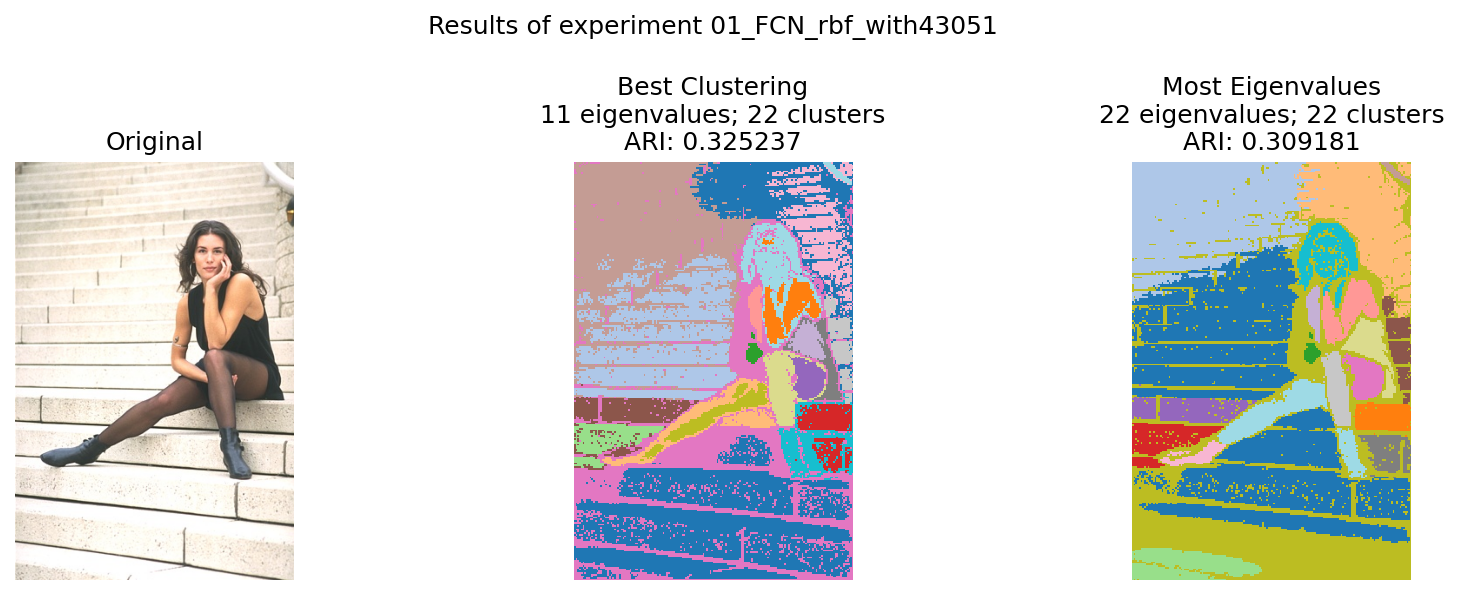 Results of experiment 01_FCN_rbf_with43051
Original
Best Clustering
11 eigenvalues; 22 clusters
ARI: 0.325237
Most Eigenvalues
22 eigenvalues; 22 clusters
ARI: 0.309181